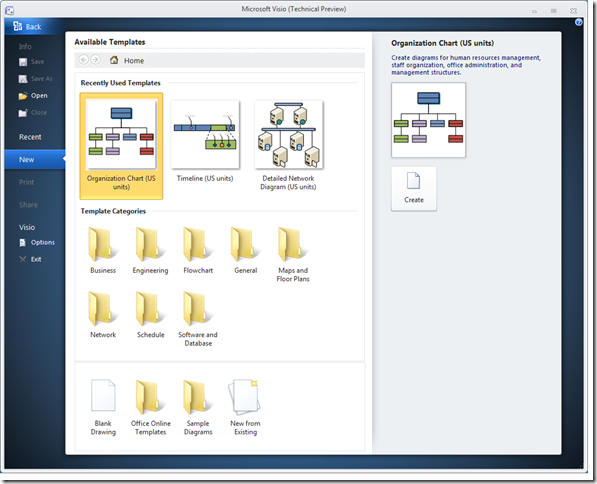 Microsoft Visio (Technical Preview)
Back
Info
Save
Save As
Open
Close
Recent
New
Print
Share
Visio
Options
Exit
Available Templates
Home
Recently Used Templates
Organization Chart (US
units)
Timeline (US units)
Detailed Network
Diagram (US units)
Template Categories
Business
Engineering
Flowchart
General
Maps and
Floor Plans
Network
Schedule
Software and
Database
Blank
Drawing
Office Online
Templates
Sample
Diagrams
New from
Existing
Organization Chart (US units)
Create diagrams for human resources management,
staff organization, office administration, and
management structures.
Create